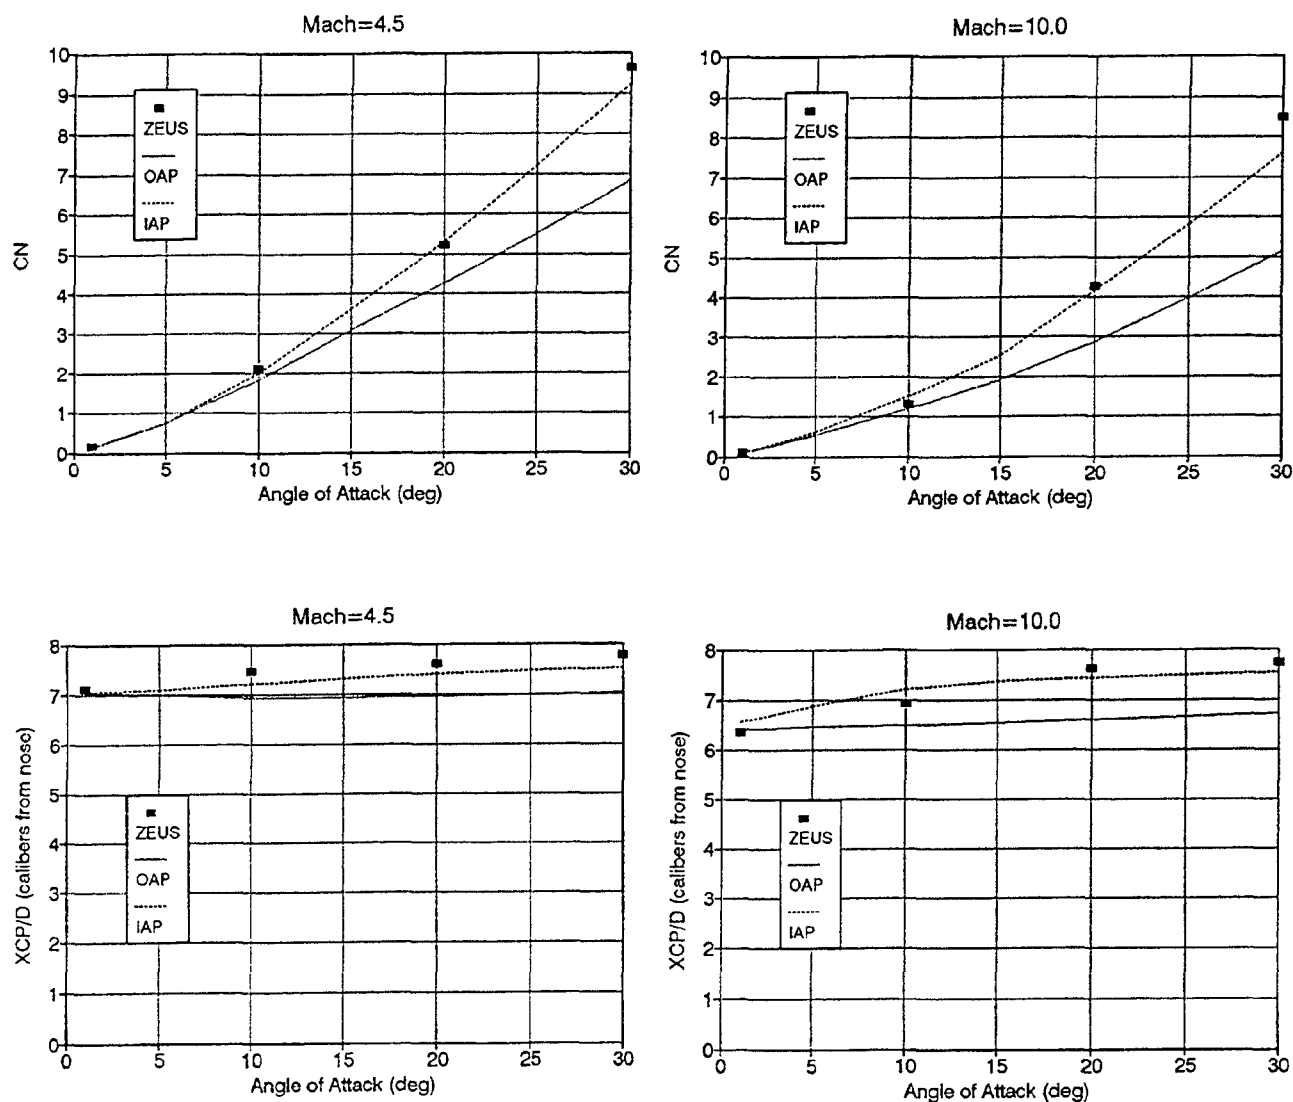 Mach=4.5
10
9
8
7
6
5
4
3
2
1
0
CN
ZEUS
OAP
IAP
0 5 10 15 20 25 30
Angle of Attack (deg)
Mach=10.0
10
9
8
7
6
5
4
3
2
1
0
CN
ZEUS
OAP
IAP
0 5 10 15 20 25 30
Angle of Attack (deg)
Mach=4.5
8
7
6
5
4
3
2
1
0
XCP/D (calibers from nose)
ZEUS
OAP
IAP
0 5 10 15 20 25 30
Angle of Attack (deg)
Mach=10.0
8
7
6
5
4
3
2
1
0
XCP/D (calibers from nose)
ZEUS
OAP
IAP
0 5 10 15 20 25 30
Angle of Attack (deg)